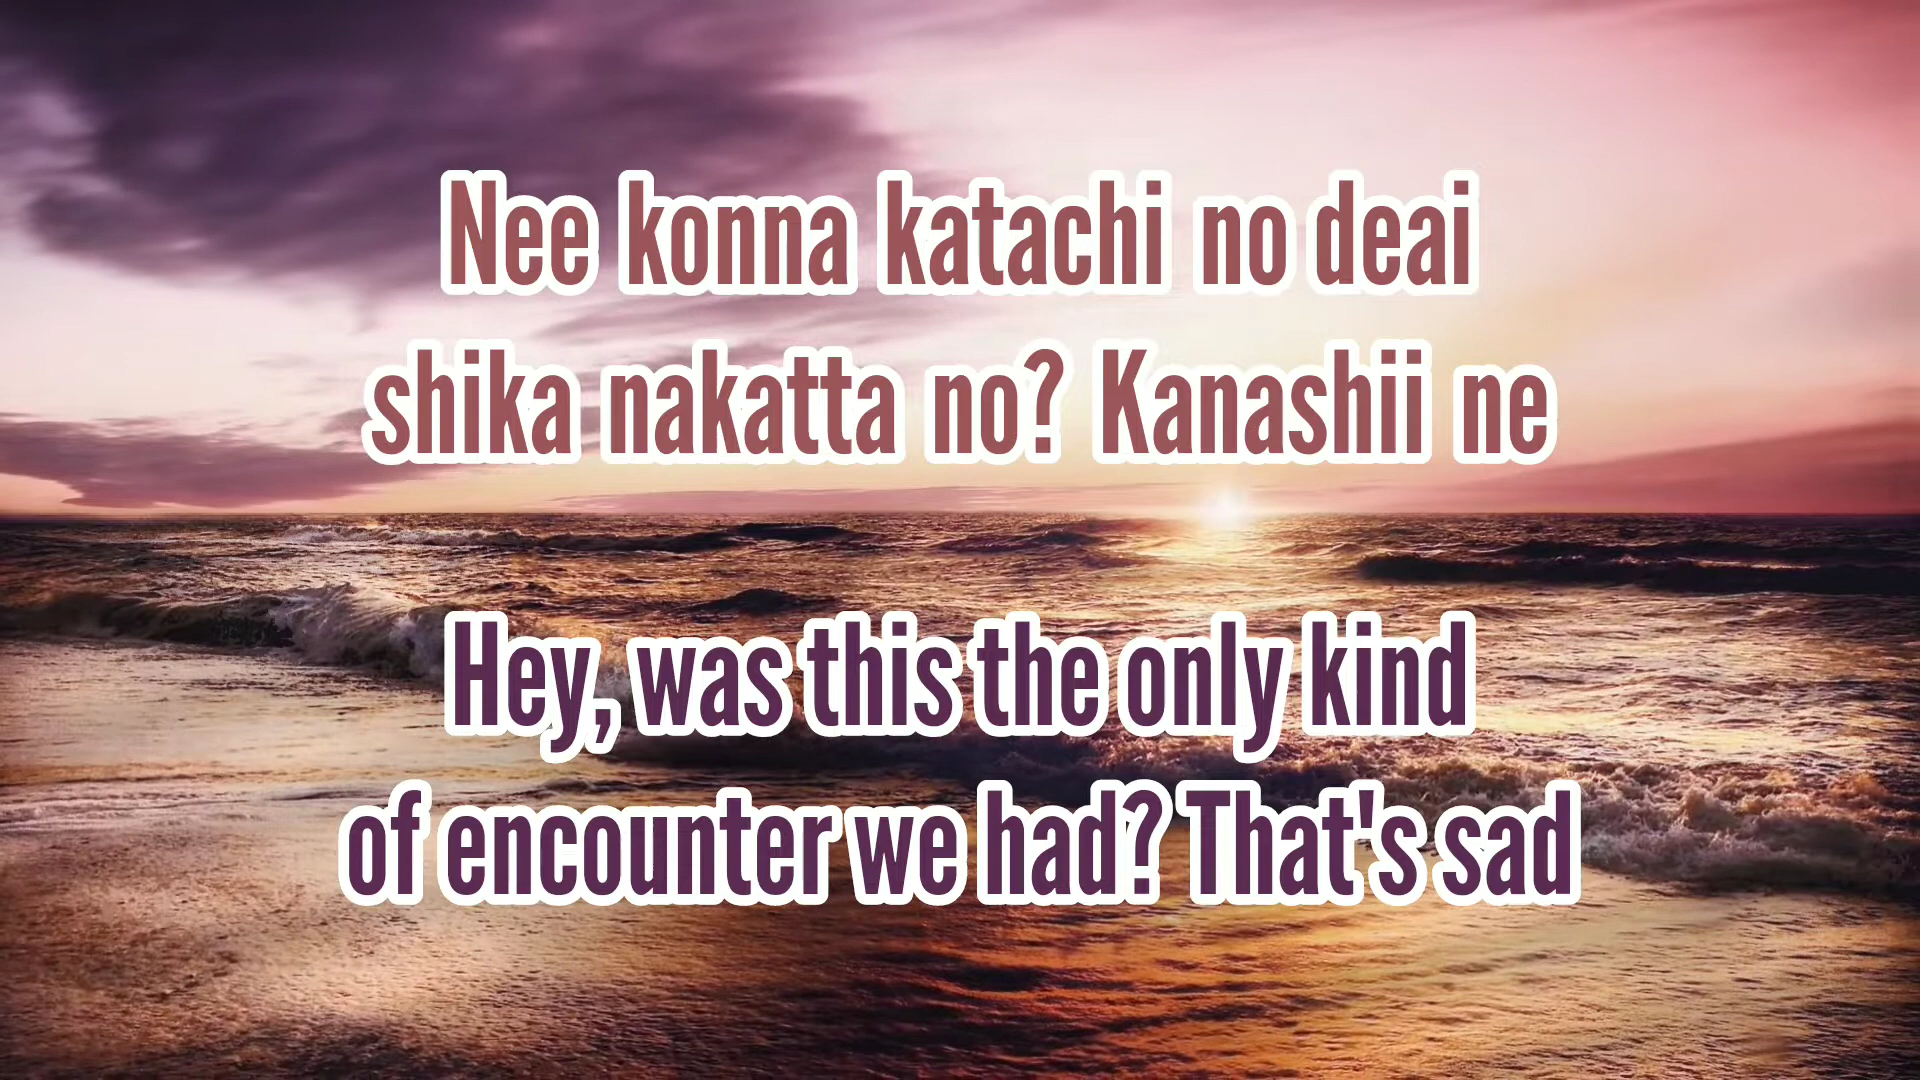 Nee konna katachi no deai
shika nakatta no? Kanashii ne
Hey, was this the only kind
of encounter we had? That's sad